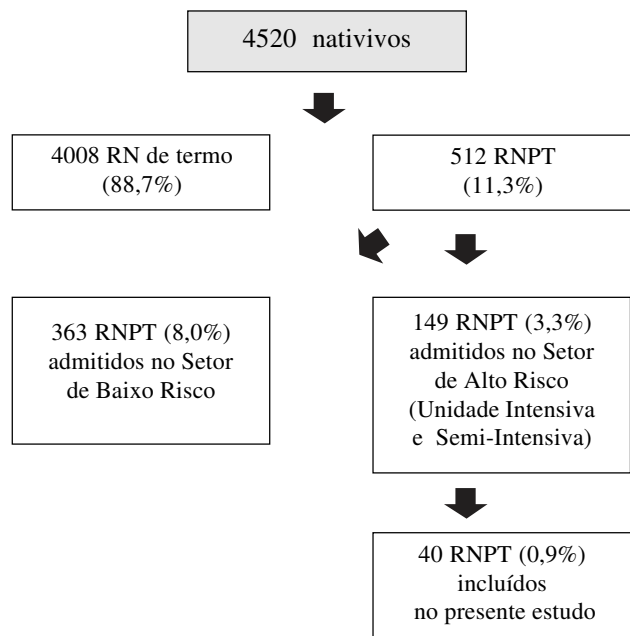 4520 nativivos
4008 RN de termo
(88,7%)
512 RNPT
(11,3%)
363 RNPT (8,0%)
admitidos no Setor
de Baixo Risco
149 RNPT (3,3%)
admitidos no Setor
de Alto Risco
(Unidade Intensiva
e Semi-Intensiva)
40 RNPT (0,9%)
incluídos
no presente estudo